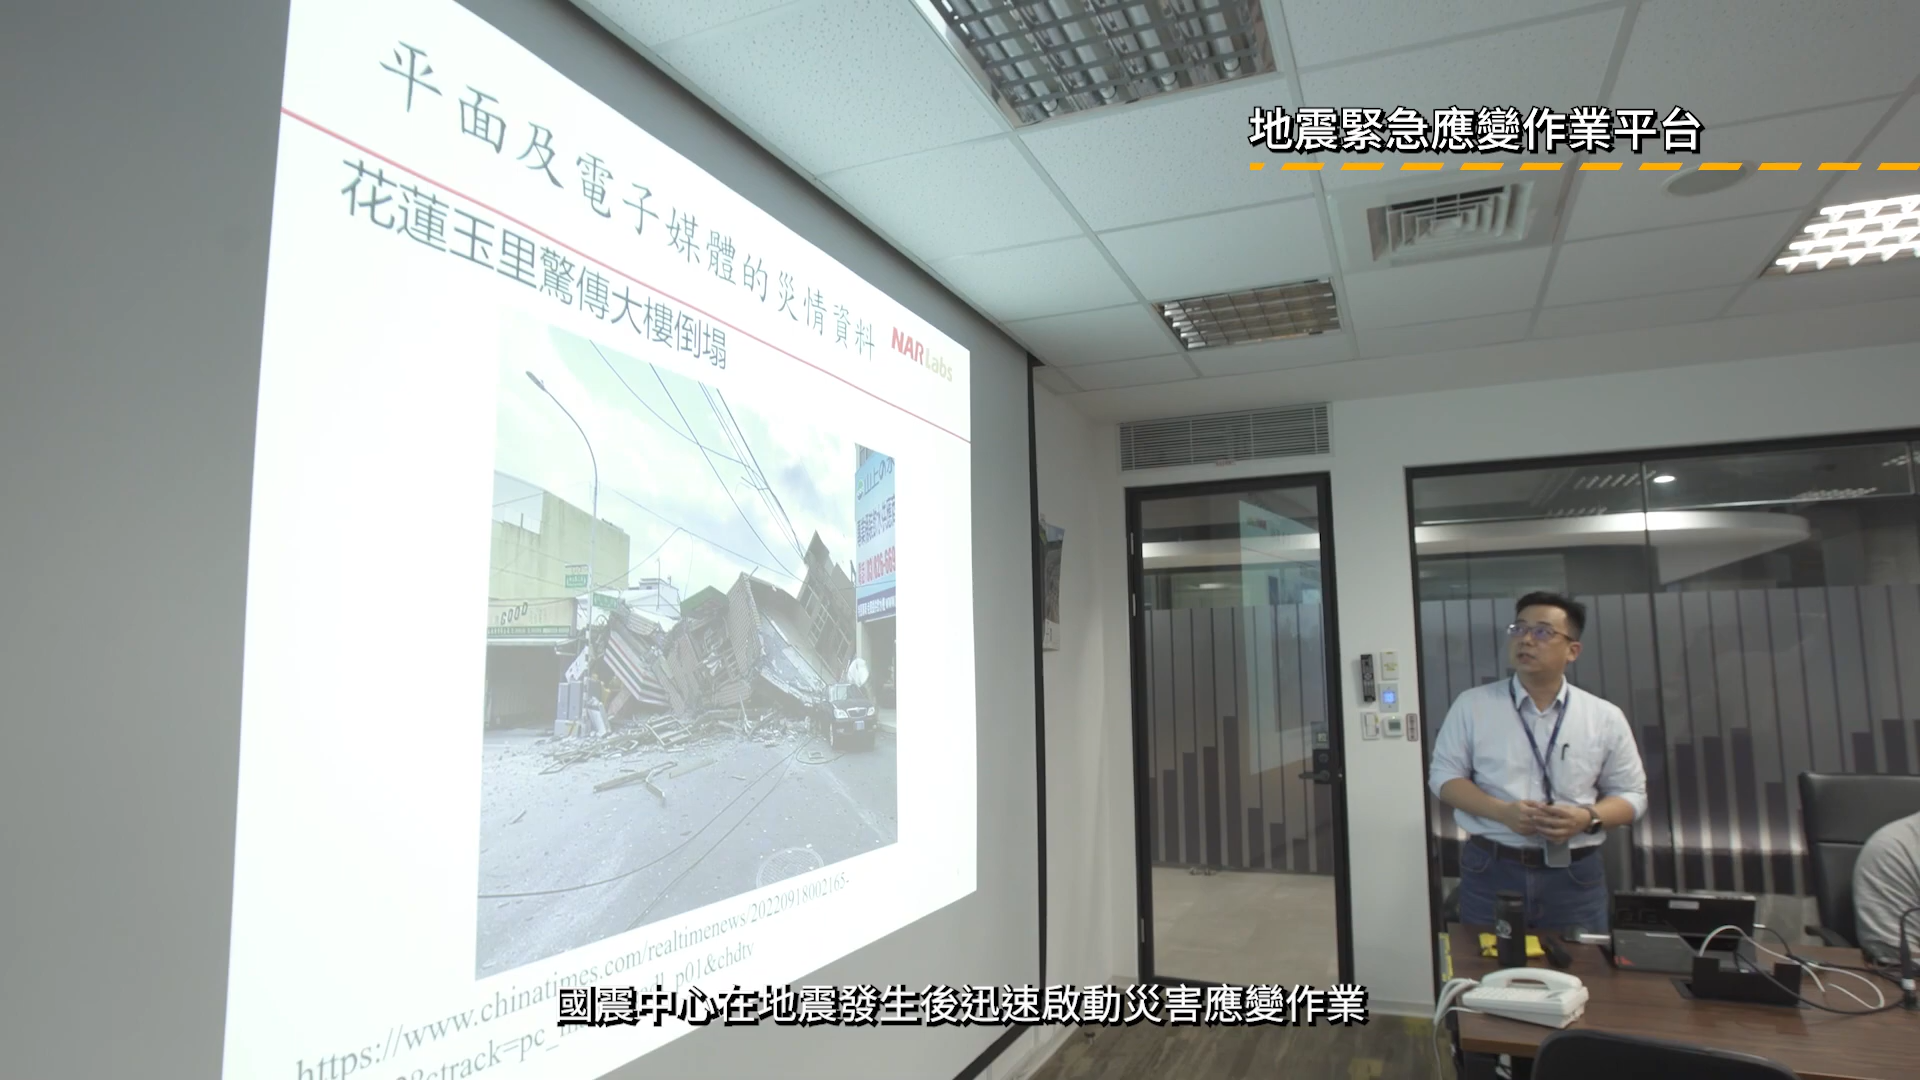 地震緊急應變作業平台
平面及電子媒體的災情資料
NAR Labs
花蓮玉里驚傳大樓倒塌
GOOD
https://www.chinatimes.com/realtimenews/20220918002165-
國震中心在地震發生後迅速啟動災害應變作業